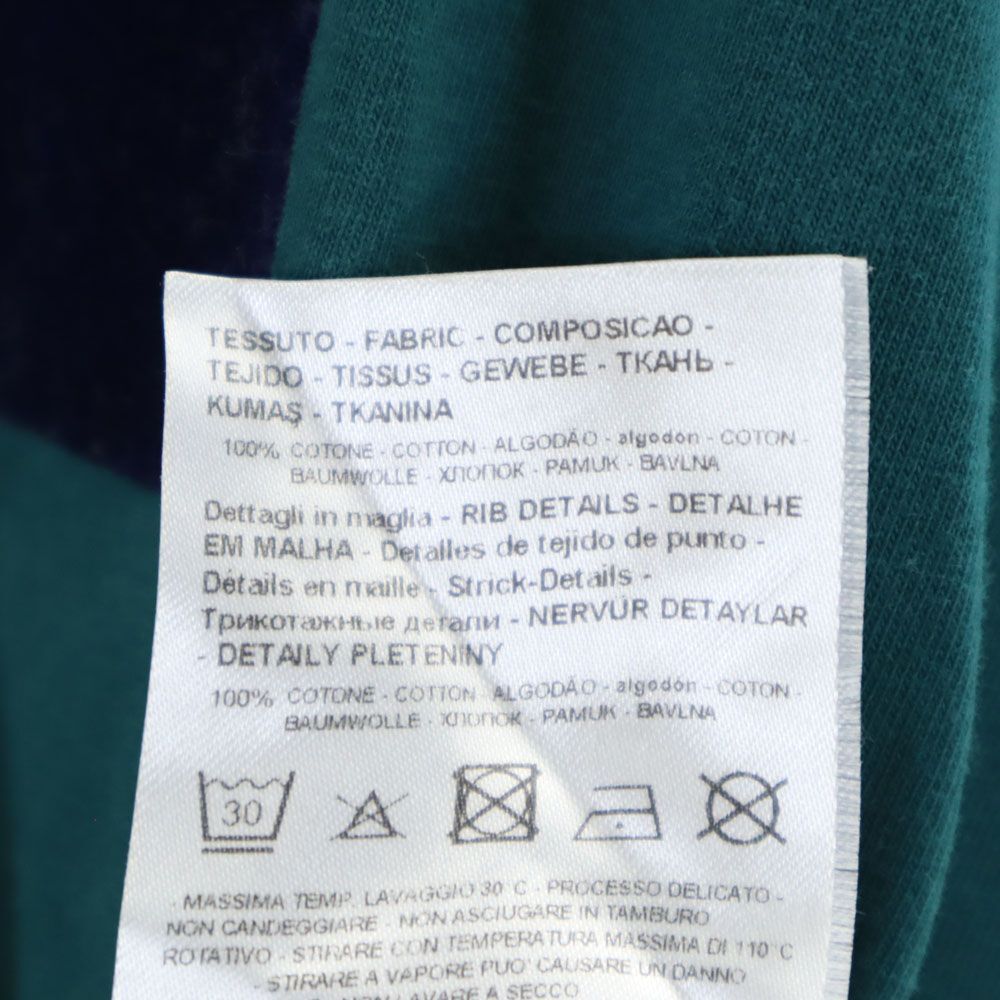 TESSUTO - FABRIC - COMPOSICAO -
TEJIDO - TISSUS - GEWEBE - ТКАНЬ -
KUMAŞ - TKANINA
100% COTONE - COTTON - ALGODÃO - algodón - COTON -
BAUMWOLLE - ХЛОПОК - PAMUK - BAVLNA
Dettagli in maglia - RIB DETAILS - DETALHE
EM MALHA - Detalles de tejido de punto -
Détails en maille - Strick-Details -
Трикотажные детали - NERVÜR DETAYLAR
- DETAILY PLETENINY
100% COTONE - COTTON - ALGODÃO - algodón - COTON -
BAUMWOLLE - ХЛОПОК - PAMUK - BAVLNA
30
- MASSIMA TEMP. LAVAGGIO 30°C - PROCESSO DELICATO -
NON CANDEGGIARE - NON ASCIUGARE IN TAMBURO
ROTATIVO - STIRARE CON TEMPERATURA MASSIMA DI 110°C
- STIRARE A VAPORE PUO' CAUSARE UN DANNO
NON LAVARE A SECCO